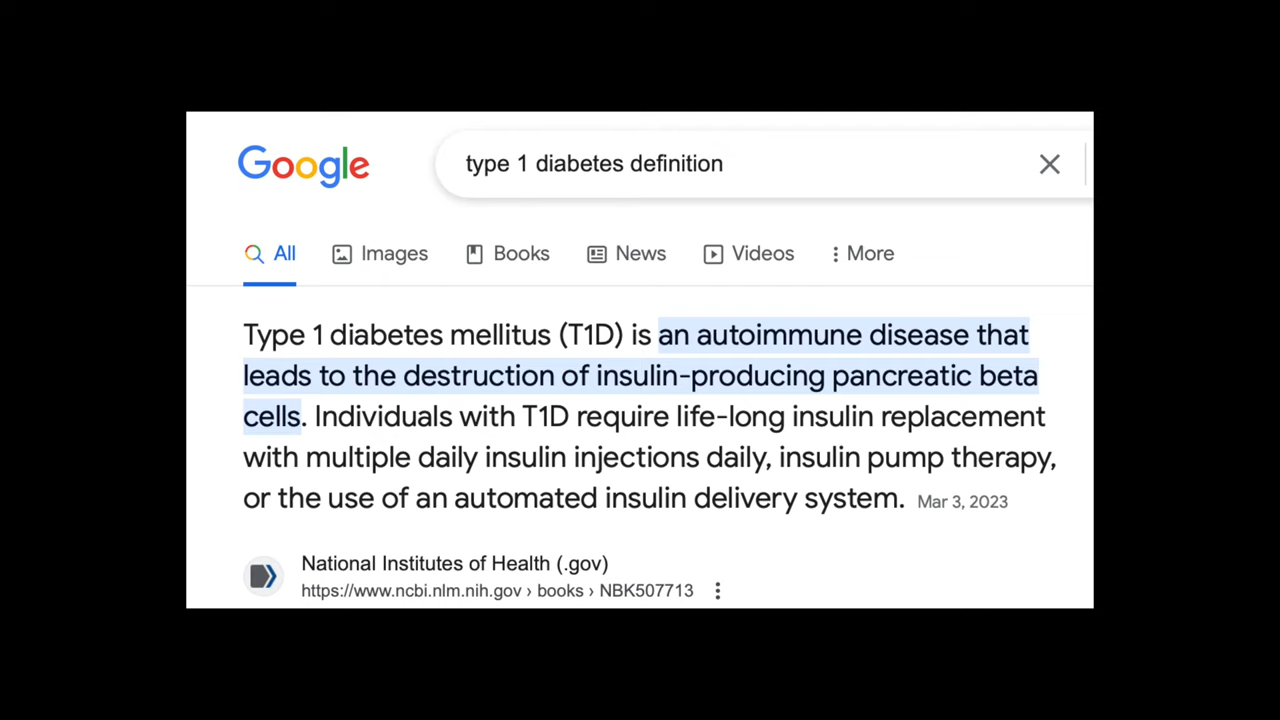 Google
type 1 diabetes definition
All Images Books News Videos More
Type 1 diabetes mellitus (T1D) is an autoimmune disease that
leads to the destruction of insulin-producing pancreatic beta
cells. Individuals with T1D require life-long insulin replacement
with multiple daily insulin injections daily, insulin pump therapy,
or the use of an automated insulin delivery system. Mar 3, 2023
National Institutes of Health (.gov)
https://www.ncbi.nlm.nih.gov › books › NBK507713